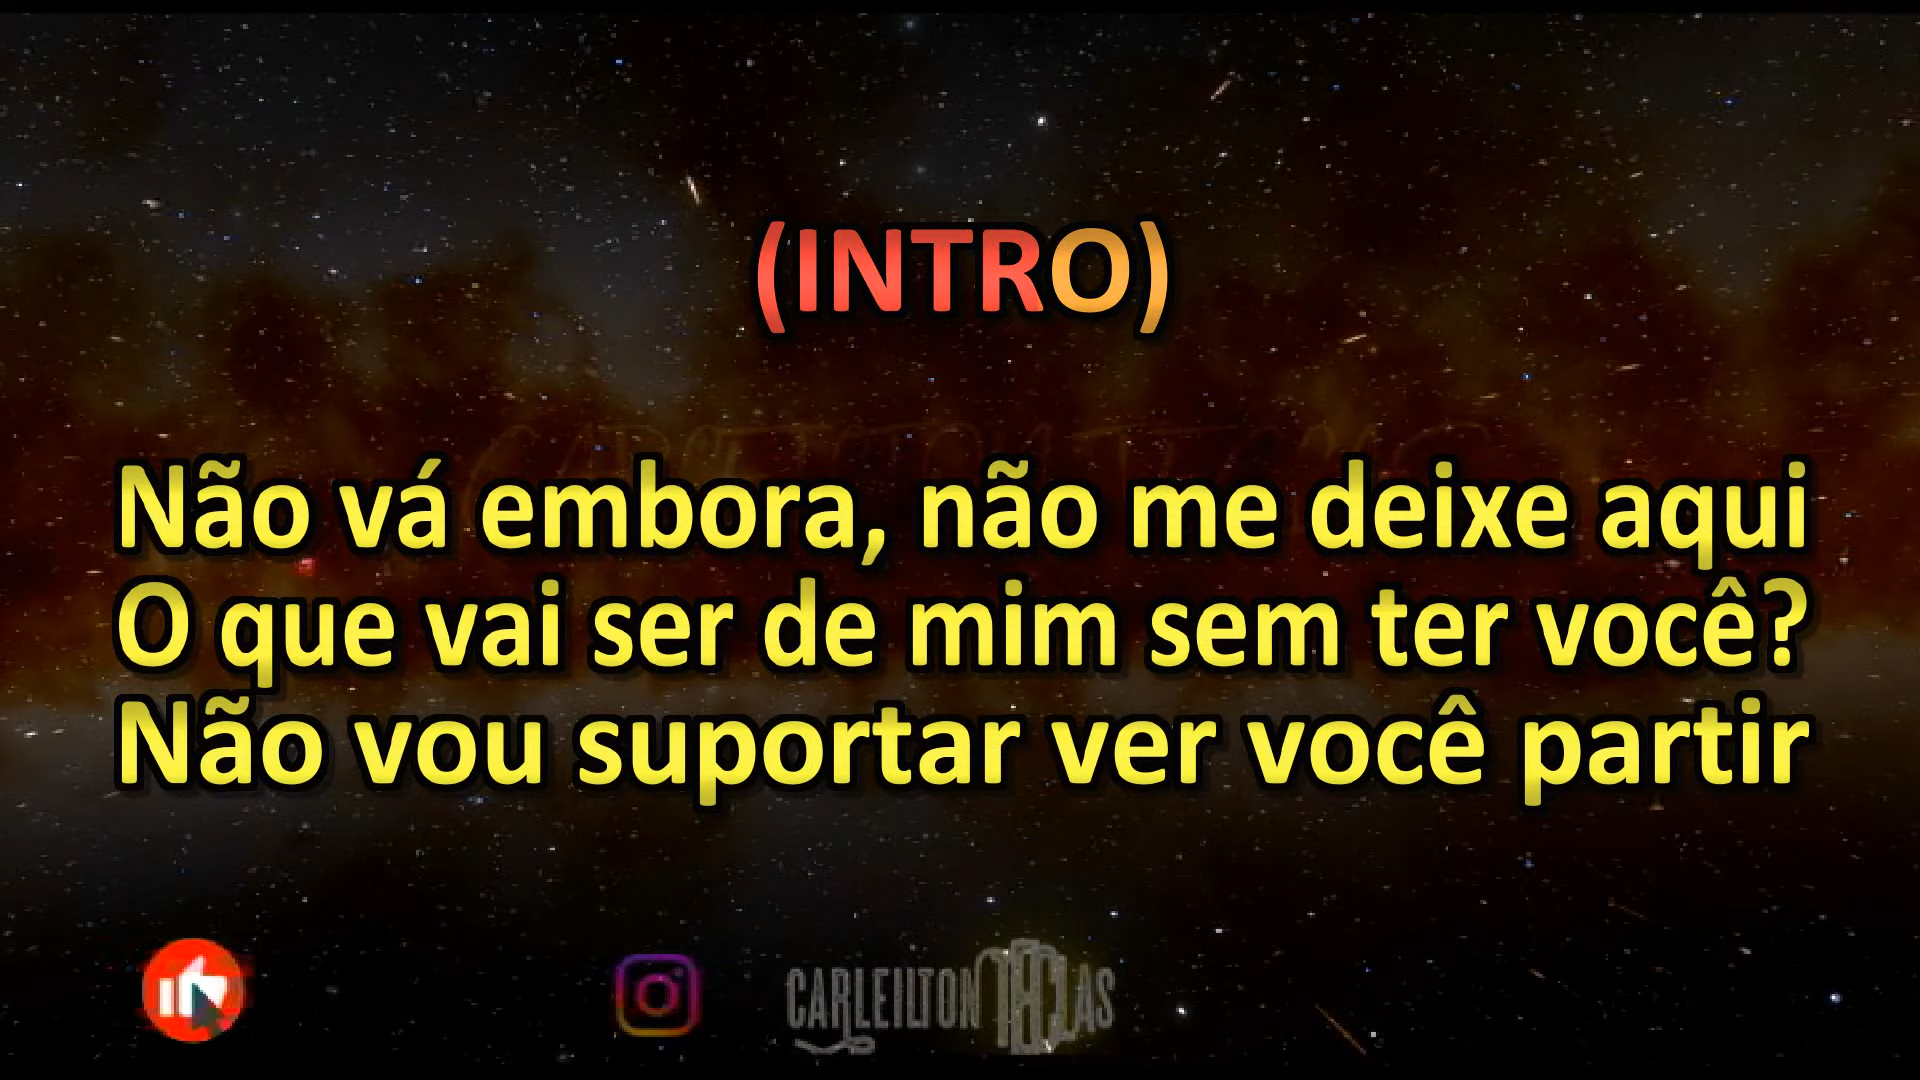 (INTRO)
Não vá embora, não me deixe aqui
O que vai ser de mim sem ter você?
Não vou suportar ver você partir
CARLEILTON TECLAS